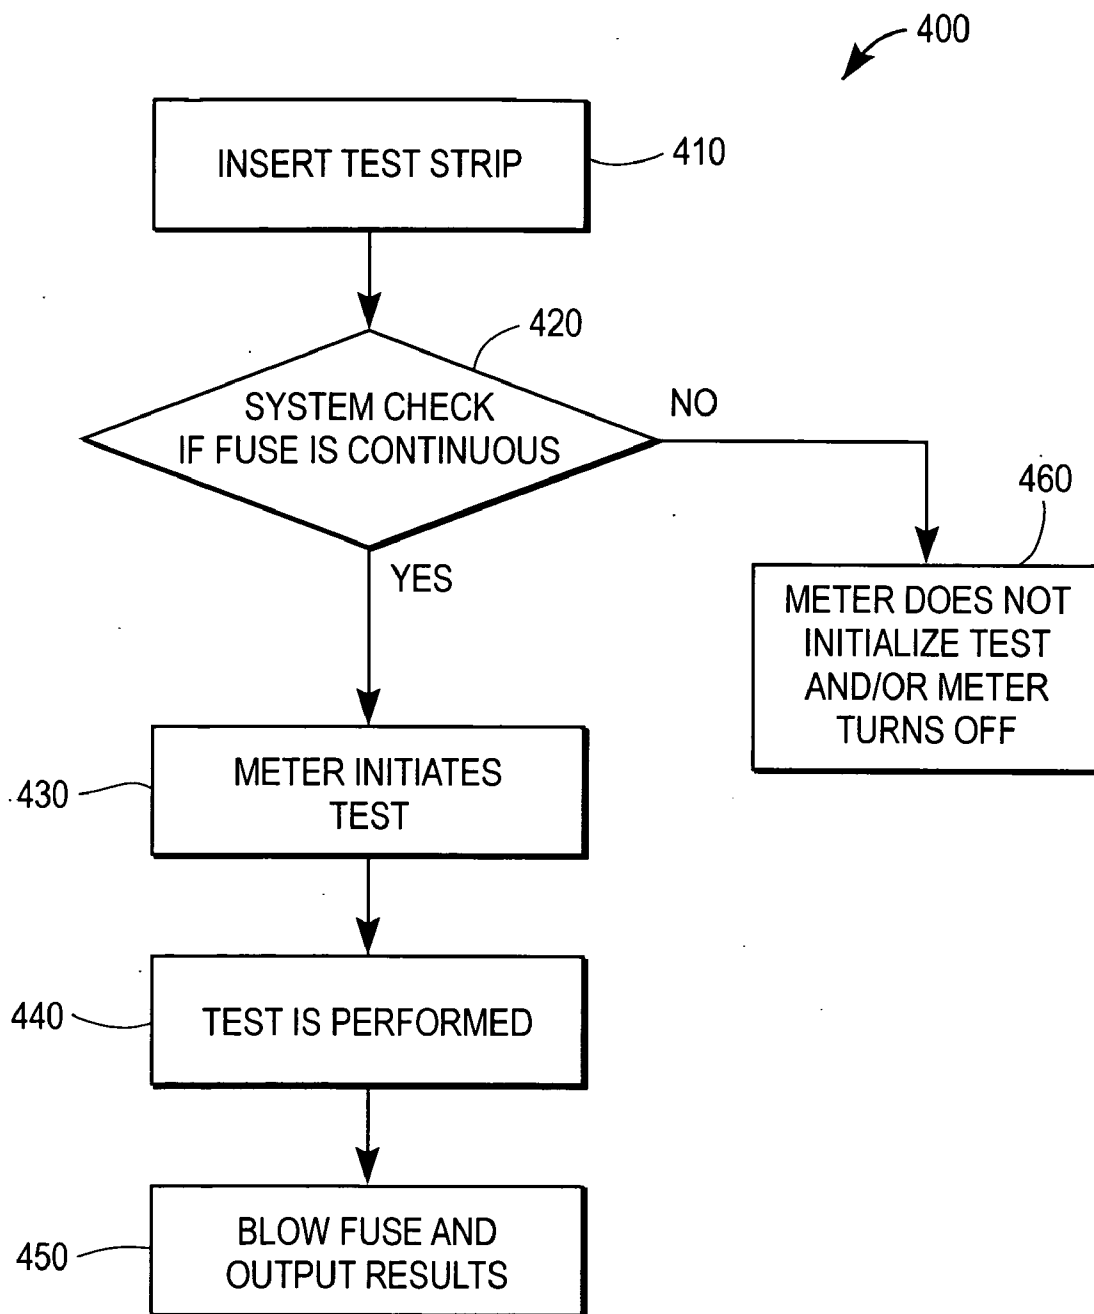 400
INSERT TEST STRIP
410
420
SYSTEM CHECK
IF FUSE IS CONTINUOUS
NO
YES
460
METER DOES NOT
INITIALIZE TEST
AND/OR METER
TURNS OFF
430
METER INITIATES
TEST
440
TEST IS PERFORMED
450
BLOW FUSE AND
OUTPUT RESULTS